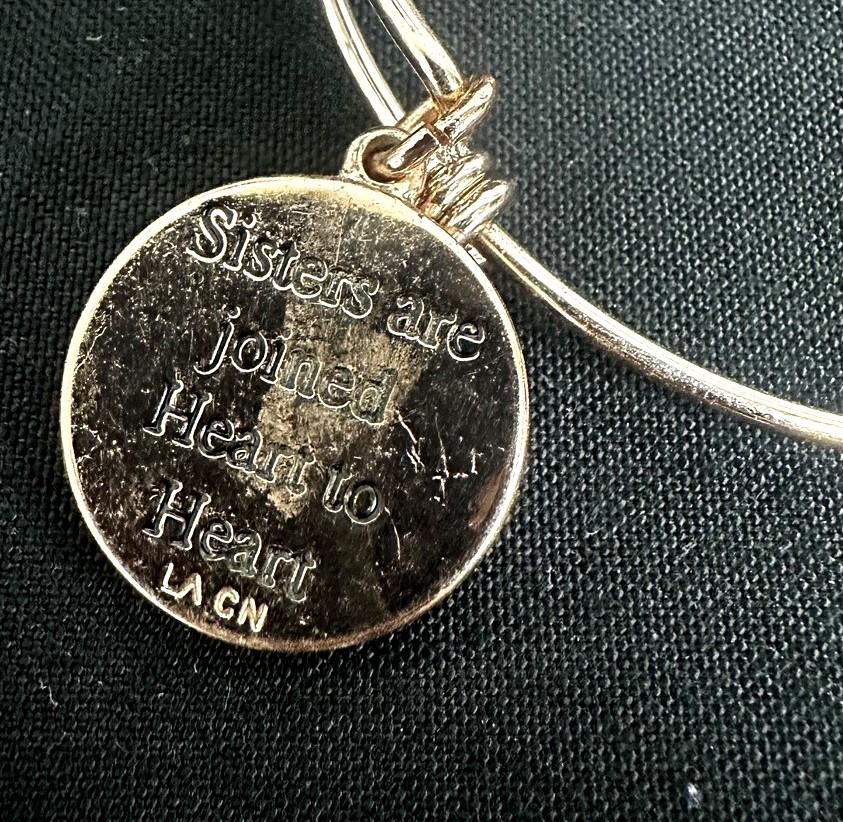 Sisters are
joined
Heart to
Heart
LA CN